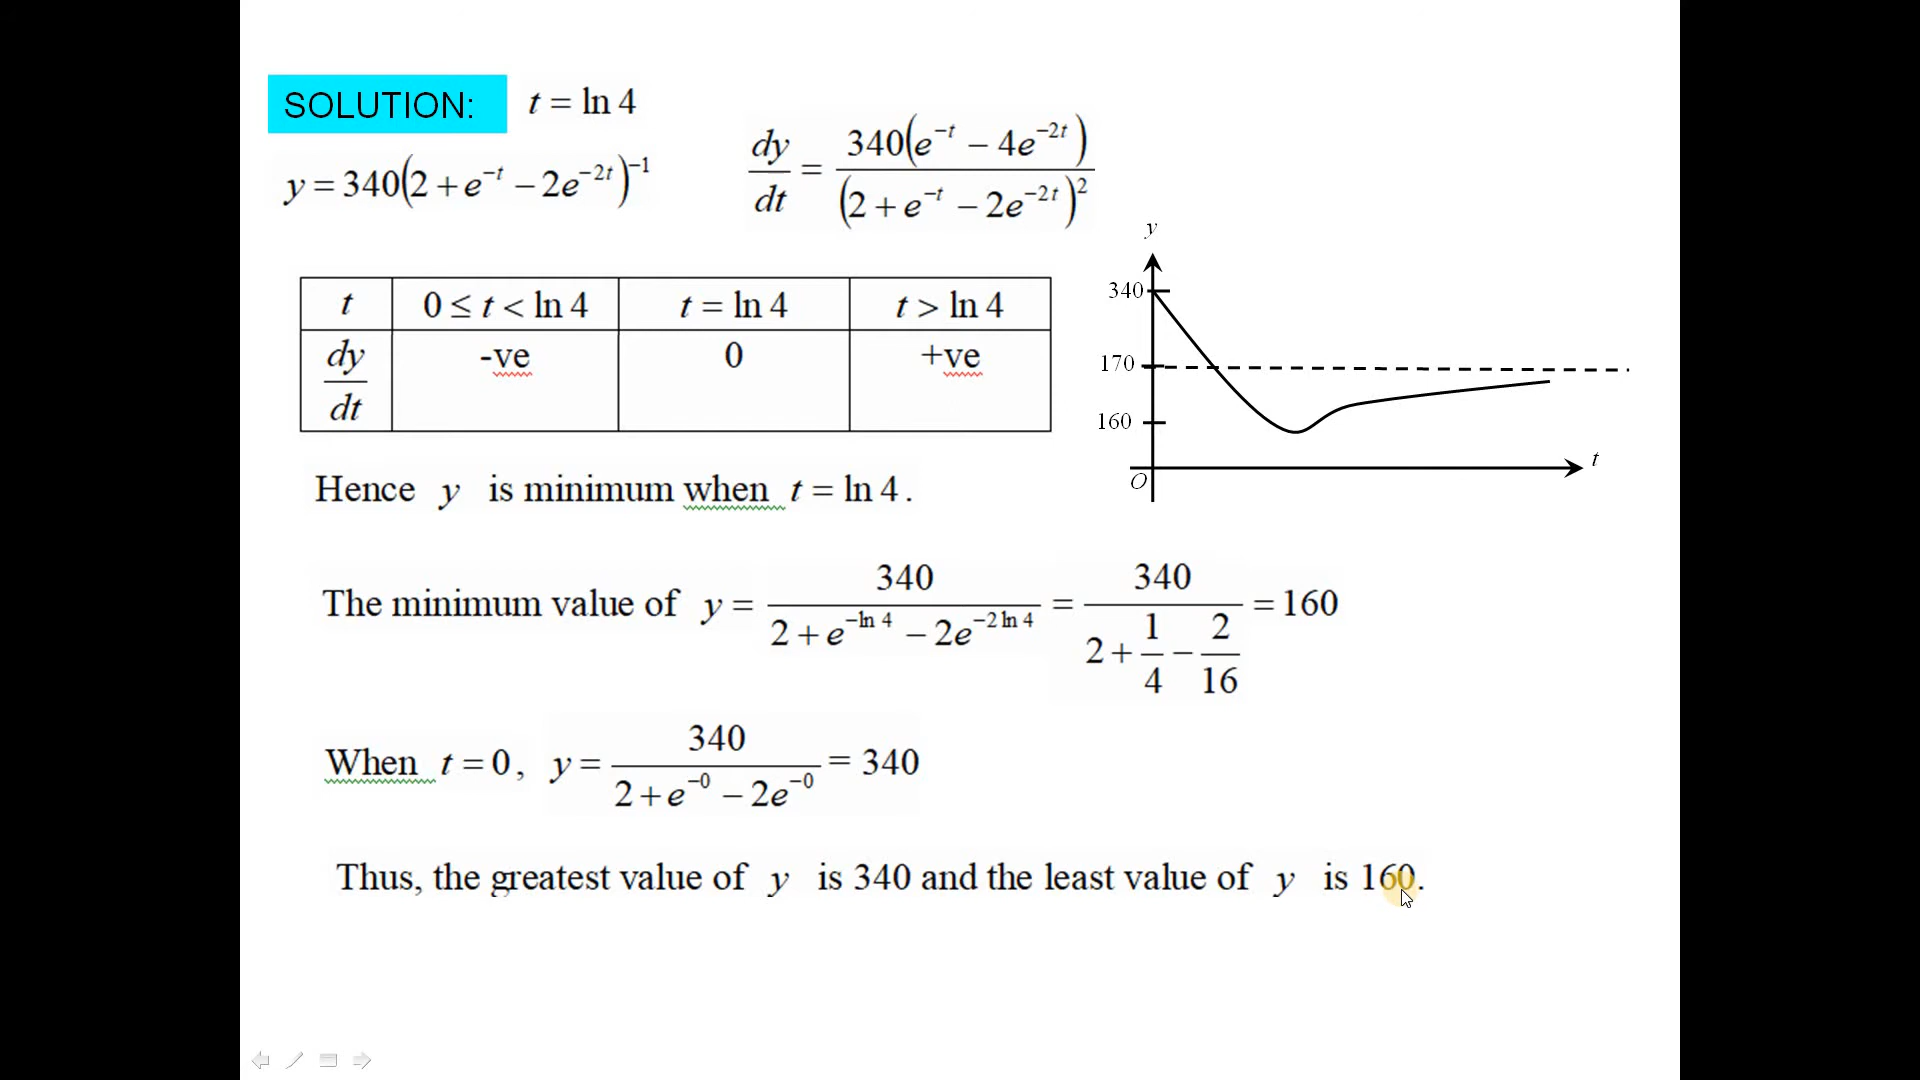 SOLUTION: t = ln 4
y = 340(2 + e^{-t} − 2e^{-2t})^{-1}
dy/dt = 340(e^{-t} − 4e^{-2t}) / (2 + e^{-t} − 2e^{-2t})^2
t | 0 ≤ t < ln 4 | t = ln 4 | t > ln 4
dy/dt | -ve | 0 | +ve
y
340
170
160
O
t
Hence y is minimum when t = ln 4.
The minimum value of y = 340 / (2 + e^{-ln 4} − 2e^{-2 ln 4}) = 340 / (2 + 1/4 − 2/16) = 160
When t = 0, y = 340 / (2 + e^{-0} − 2e^{-0}) = 340
Thus, the greatest value of y is 340 and the least value of y is 160.